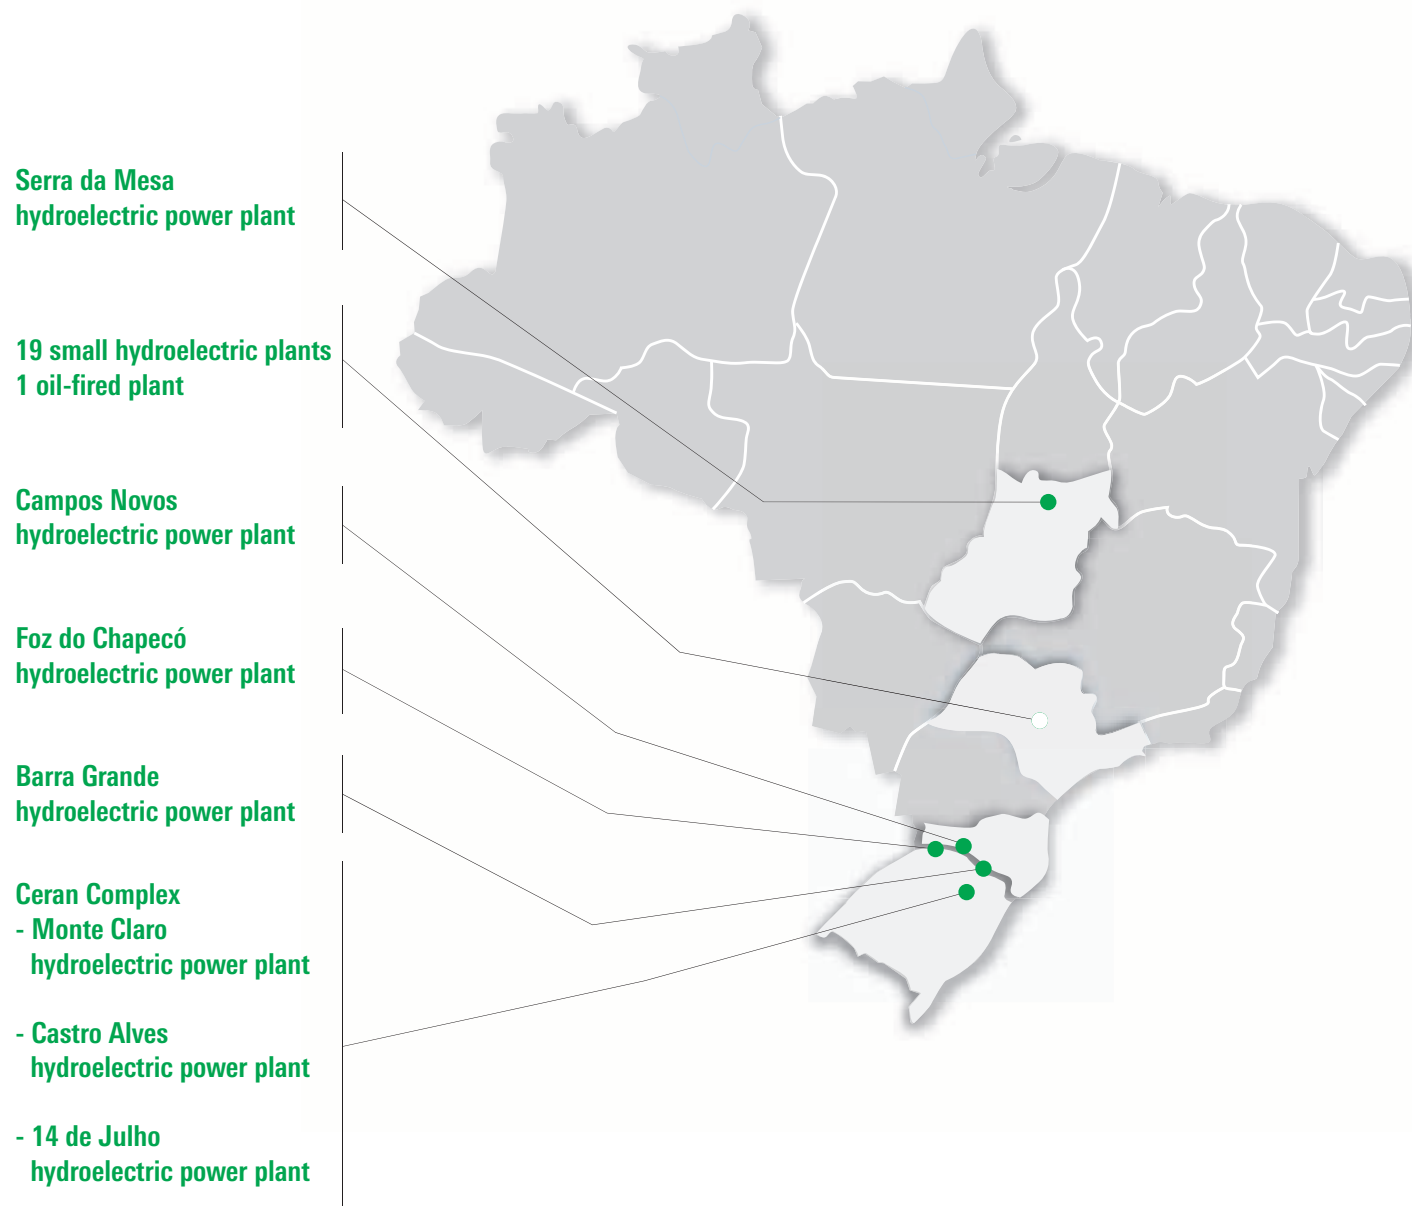 Serra da Mesa
hydroelectric power plant
19 small hydroelectric plants
1 oil-fired plant
Campos Novos
hydroelectric power plant
Foz do Chapecó
hydroelectric power plant
Barra Grande
hydroelectric power plant
Ceran Complex
- Monte Claro
hydroelectric power plant
- Castro Alves
hydroelectric power plant
- 14 de Julho
hydroelectric power plant